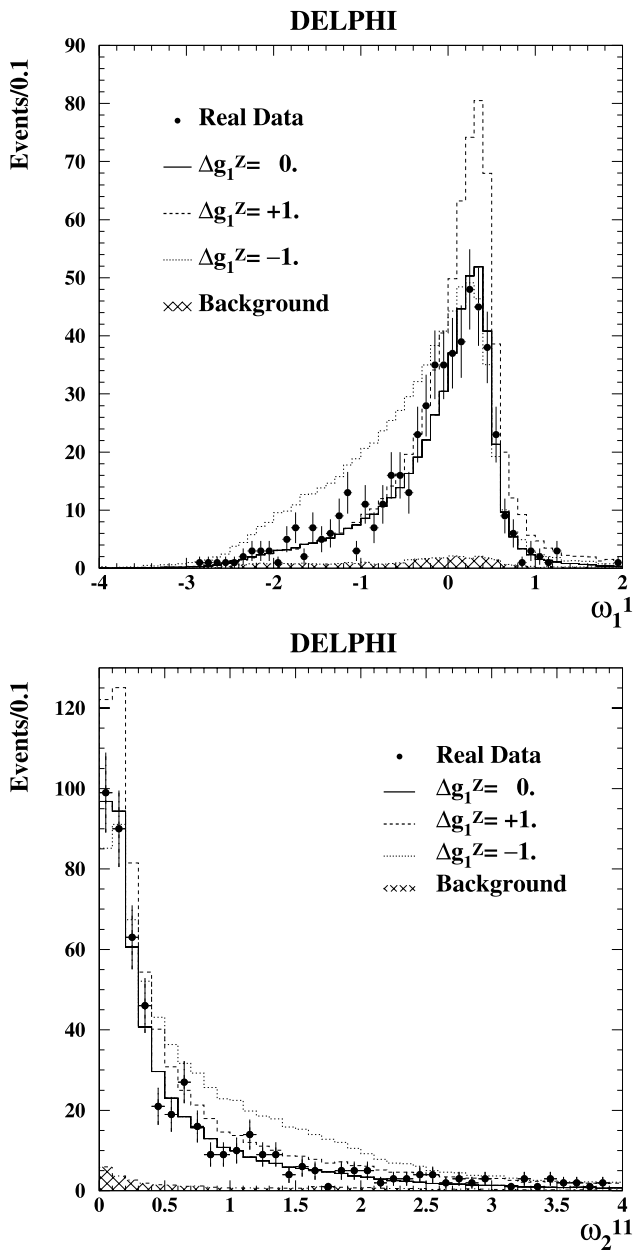 DELPHI
Events/0.1
90
80
70
60
50
40
30
20
10
0
Real Data
Δg₁ᶻ= 0.
Δg₁ᶻ= +1.
Δg₁ᶻ= −1.
Background
-4 -3 -2 -1 0 1 2
ω₁¹
DELPHI
Events/0.1
120
100
80
60
40
20
0
Real Data
Δg₁ᶻ= 0.
Δg₁ᶻ= +1.
Δg₁ᶻ= −1.
Background
0 0.5 1 1.5 2 2.5 3 3.5 4
ω₂¹¹